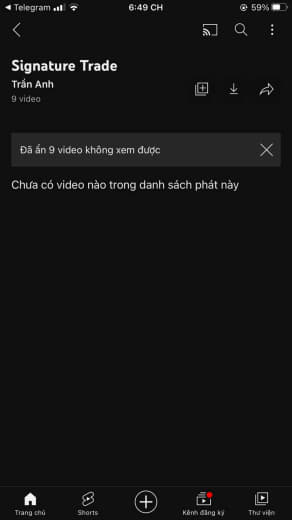 Telegram 6:49 CH 59%
Signature Trade
Trần Anh
9 video
Đã ẩn 9 video không xem được
Chưa có video nào trong danh sách phát này
Trang chủ Shorts Kênh đăng ký Thư viện